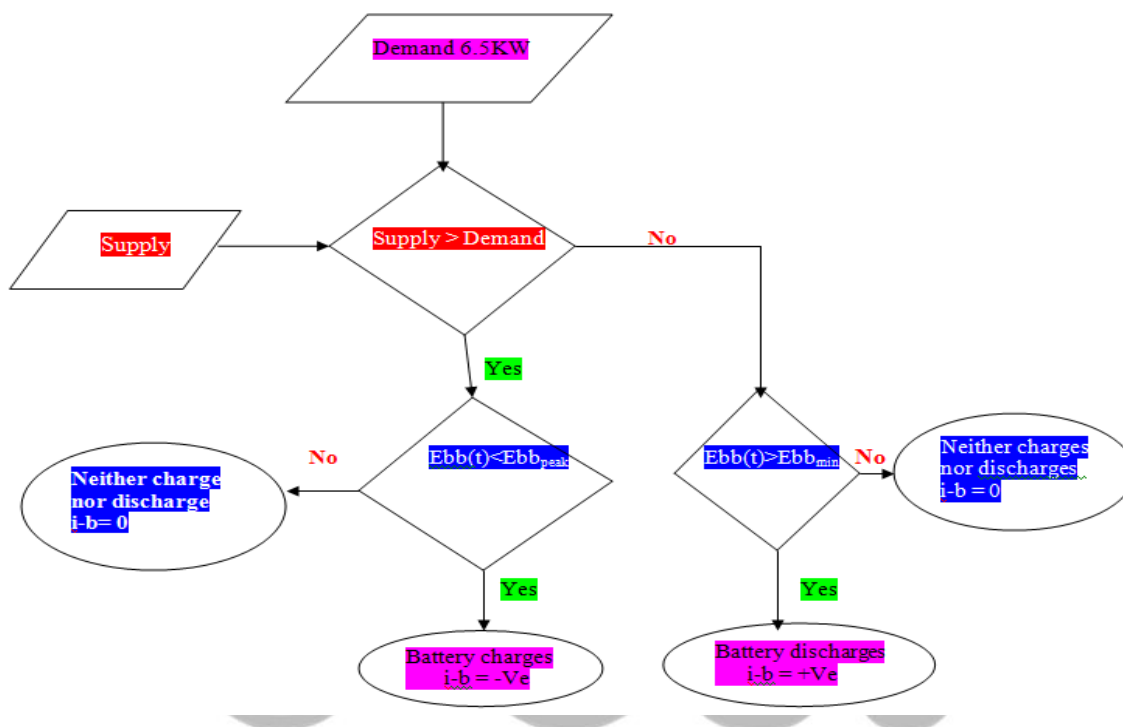 Demand 6.5KW
Supply
Supply > Demand
No
Yes
Ebb(t)<Ebbpeak
No
Neither charge
nor discharge
i-b= 0
Yes
Battery charges
i-b = -Ve
Ebb(t)>Ebbmin
No
Neither charges
nor discharges
i-b = 0
Yes
Battery discharges
i-b = +Ve